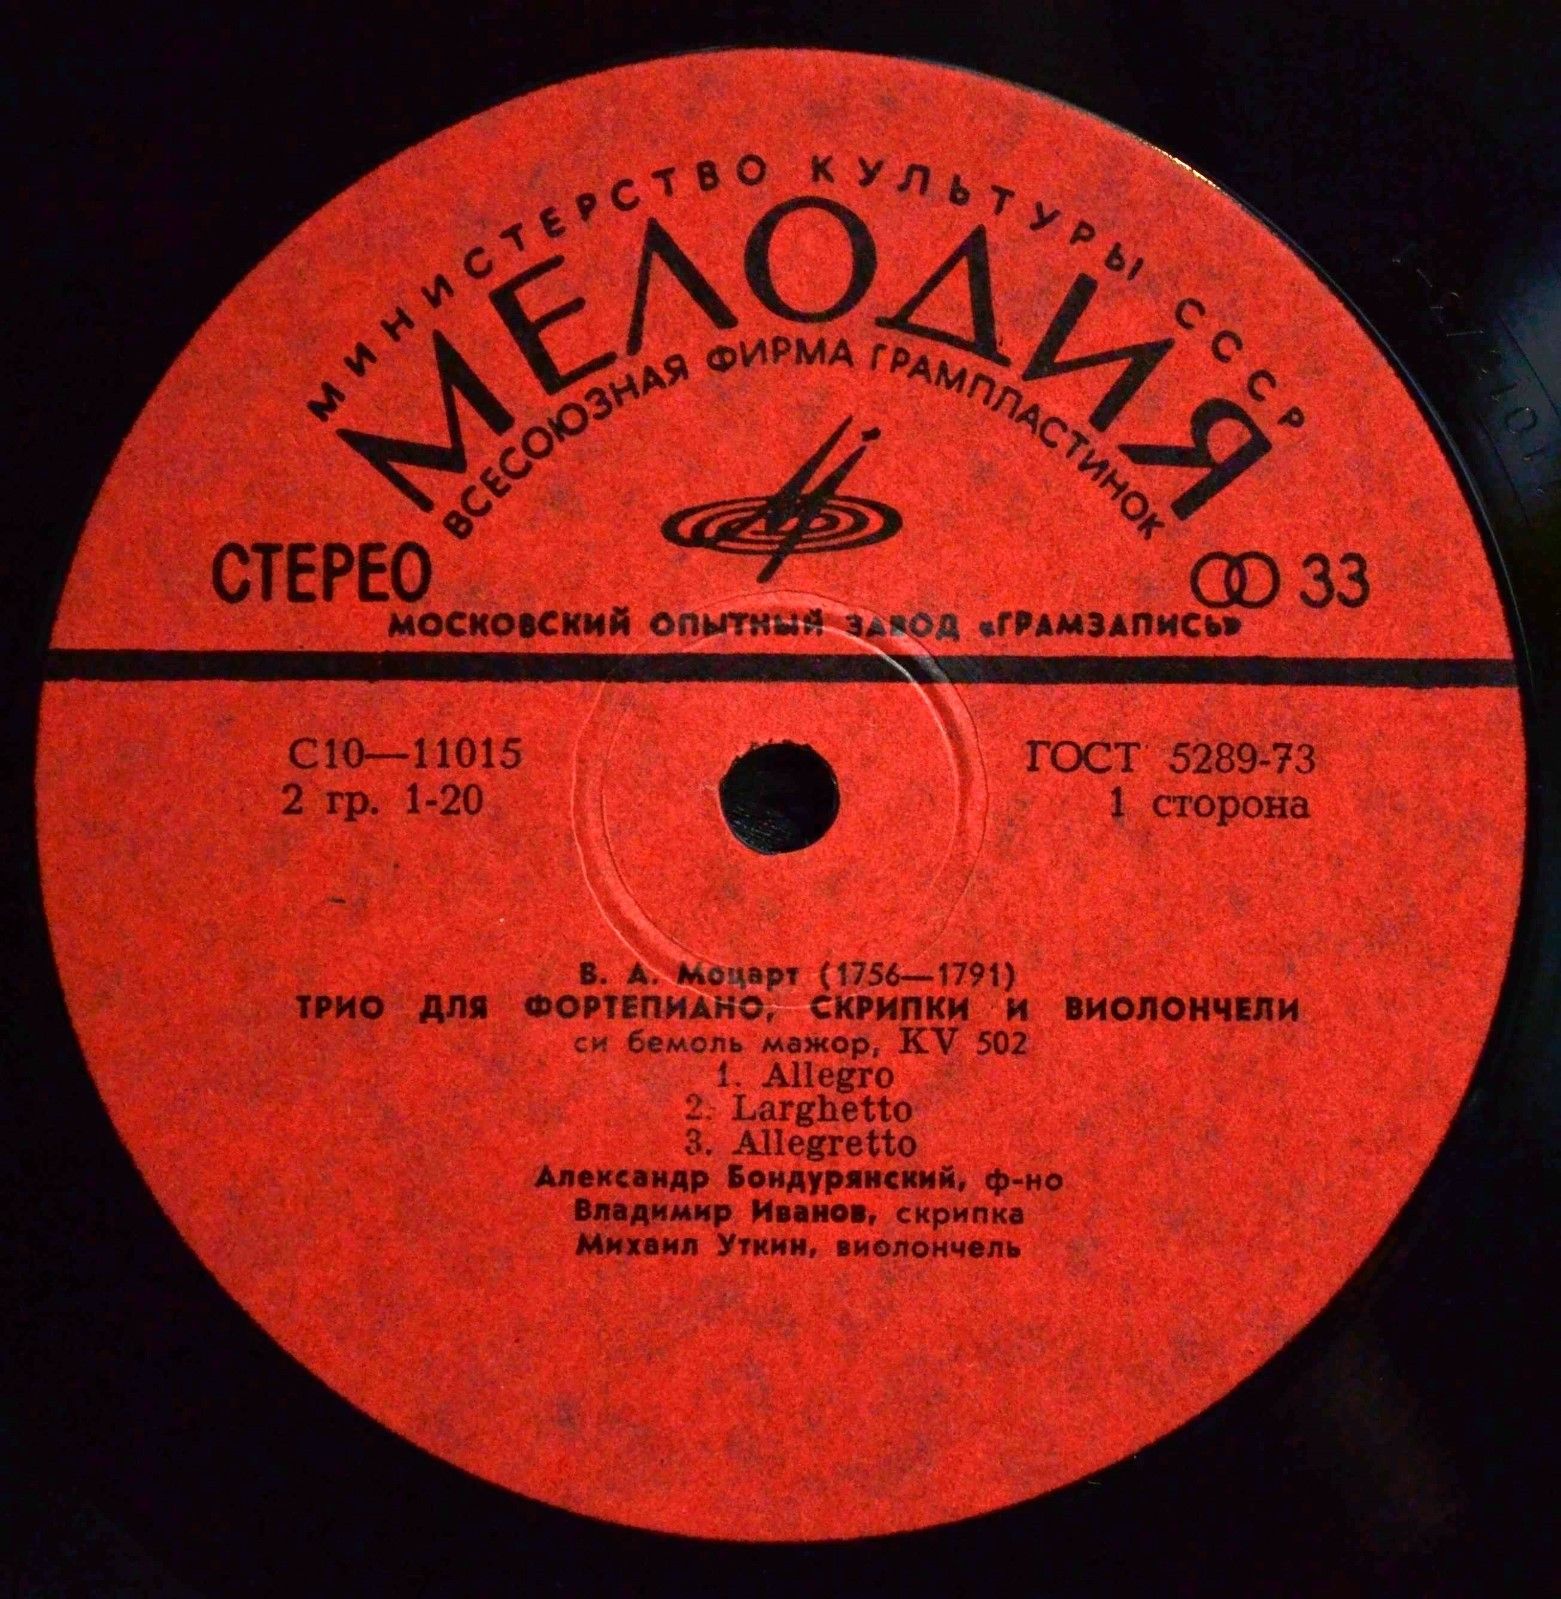 МИНИСТЕРСТВО КУЛЬТУРЫ СССР
МЕЛОДИЯ
ВСЕСОЮЗНАЯ ФИРМА ГРАМПЛАСТИНОК
СТЕРЕО
33
МОСКОВСКИЙ ОПЫТНЫЙ ЗАВОД «ГРАМЗАПИСЬ»
С10—11015
ГОСТ 5289-73
2 гр. 1-20
1 сторона
В. А. Моцарт (1756—1791)
ТРИО ДЛЯ ФОРТЕПИАНО, СКРИПКИ И ВИОЛОНЧЕЛИ
си бемоль мажор, KV 502
1. Allegro
2. Larghetto
3. Allegretto
Александр Бондурянский, ф-но
Владимир Иванов, скрипка
Михаил Уткин, виолончель